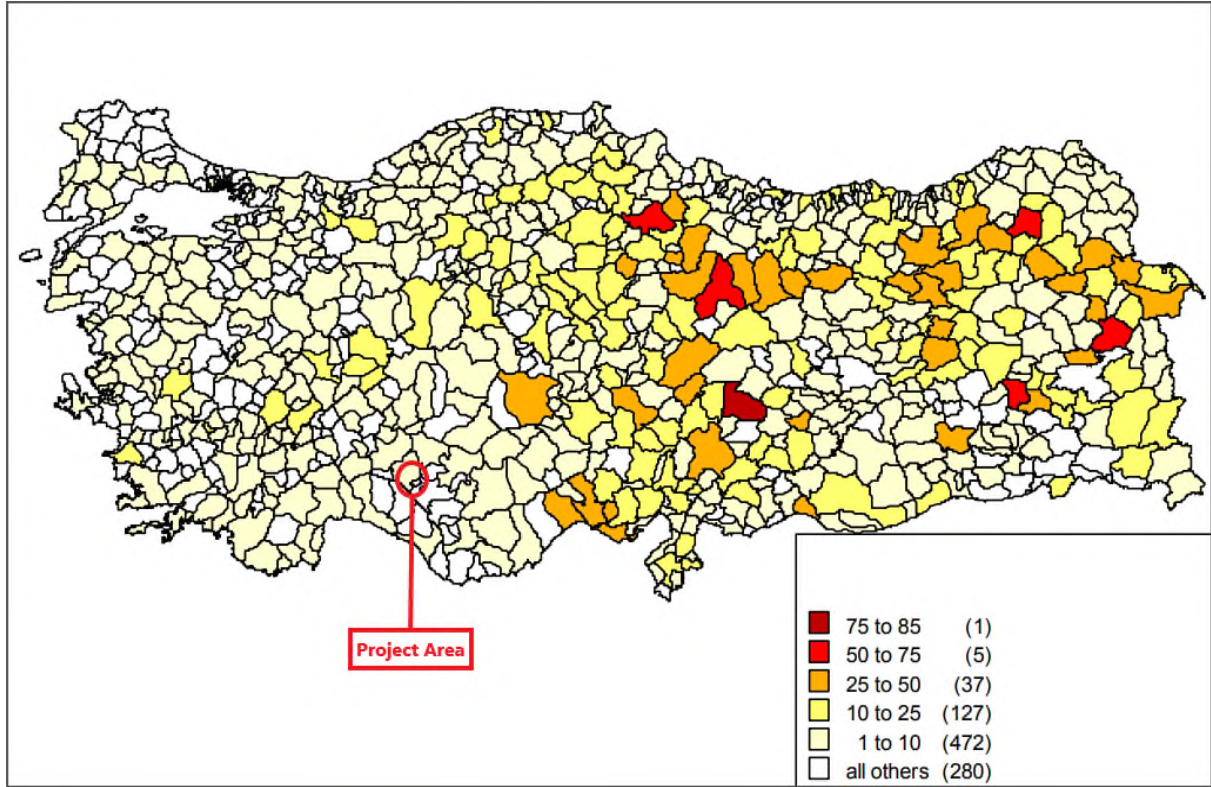 Project Area
75 to 85 (1)
50 to 75 (5)
25 to 50 (37)
10 to 25 (127)
1 to 10 (472)
all others (280)